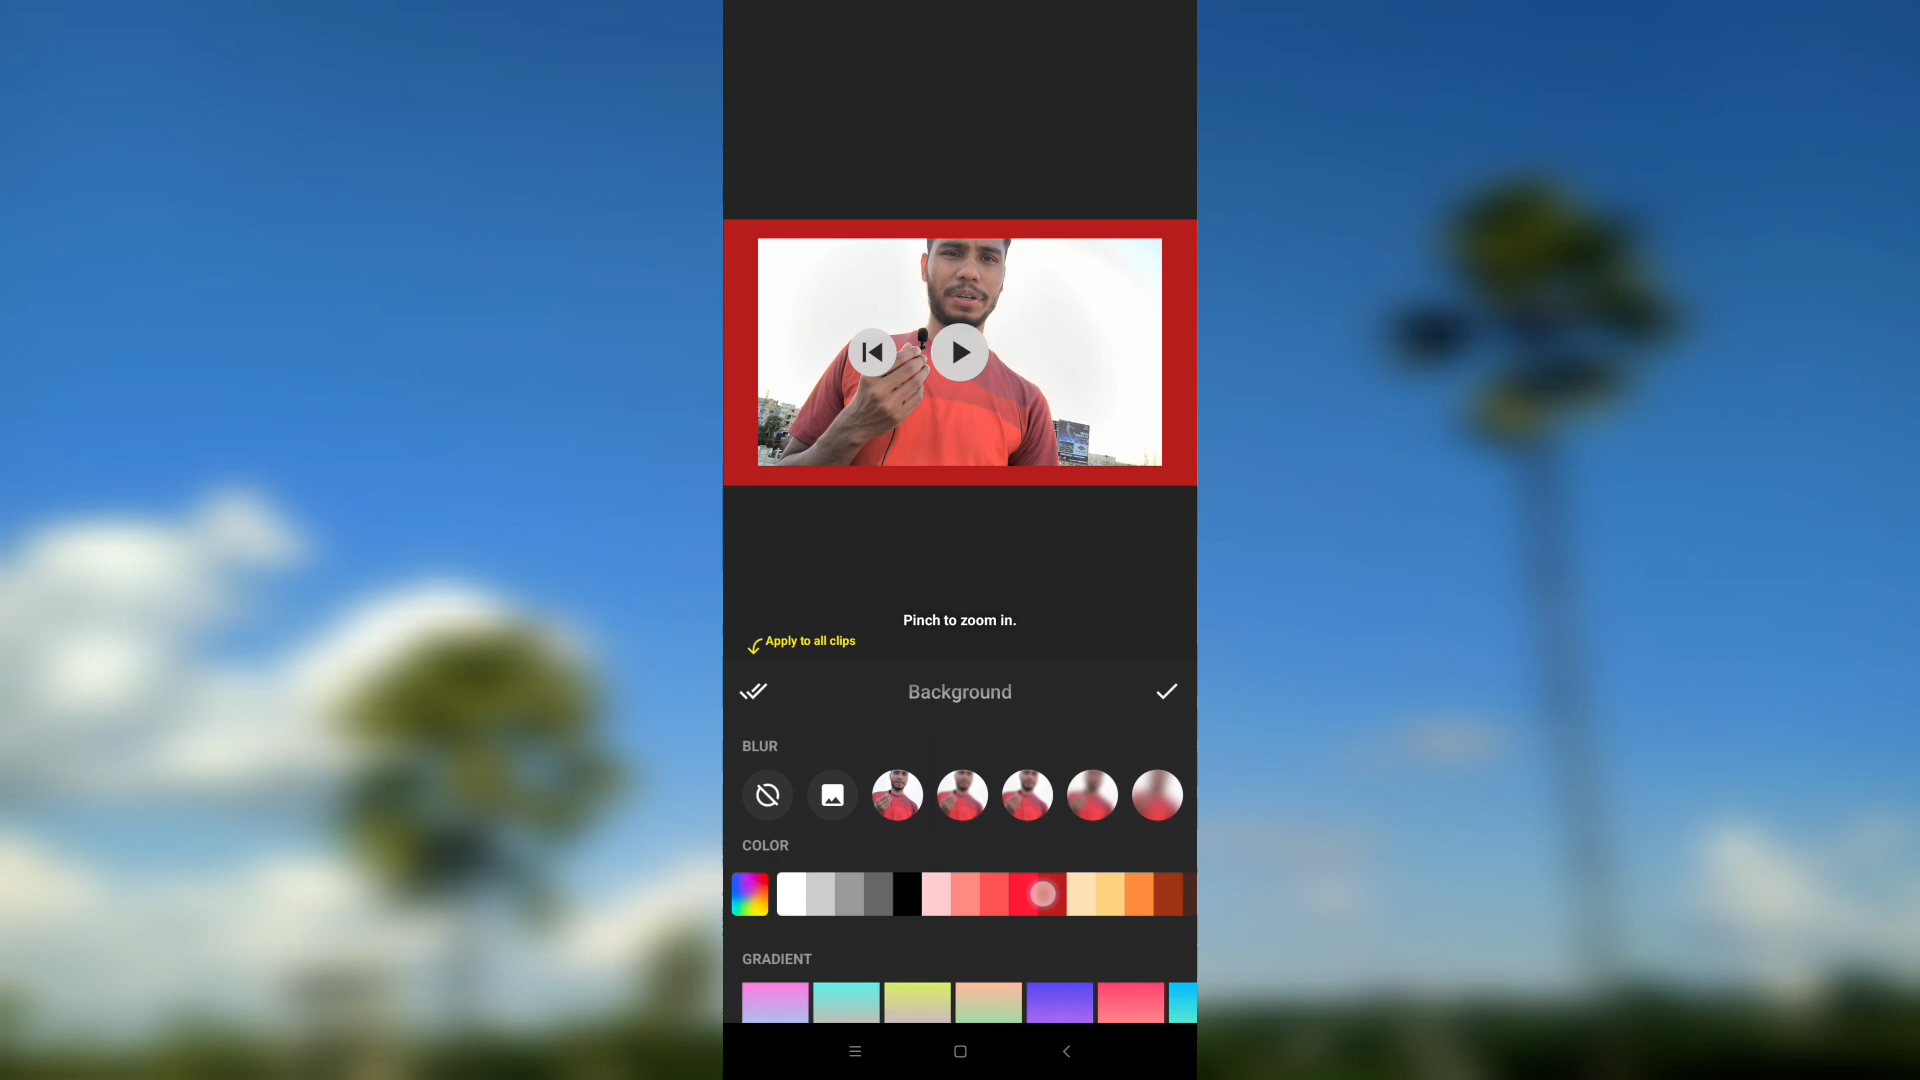 Pinch to zoom in.
Apply to all clips
Background
BLUR
COLOR
GRADIENT